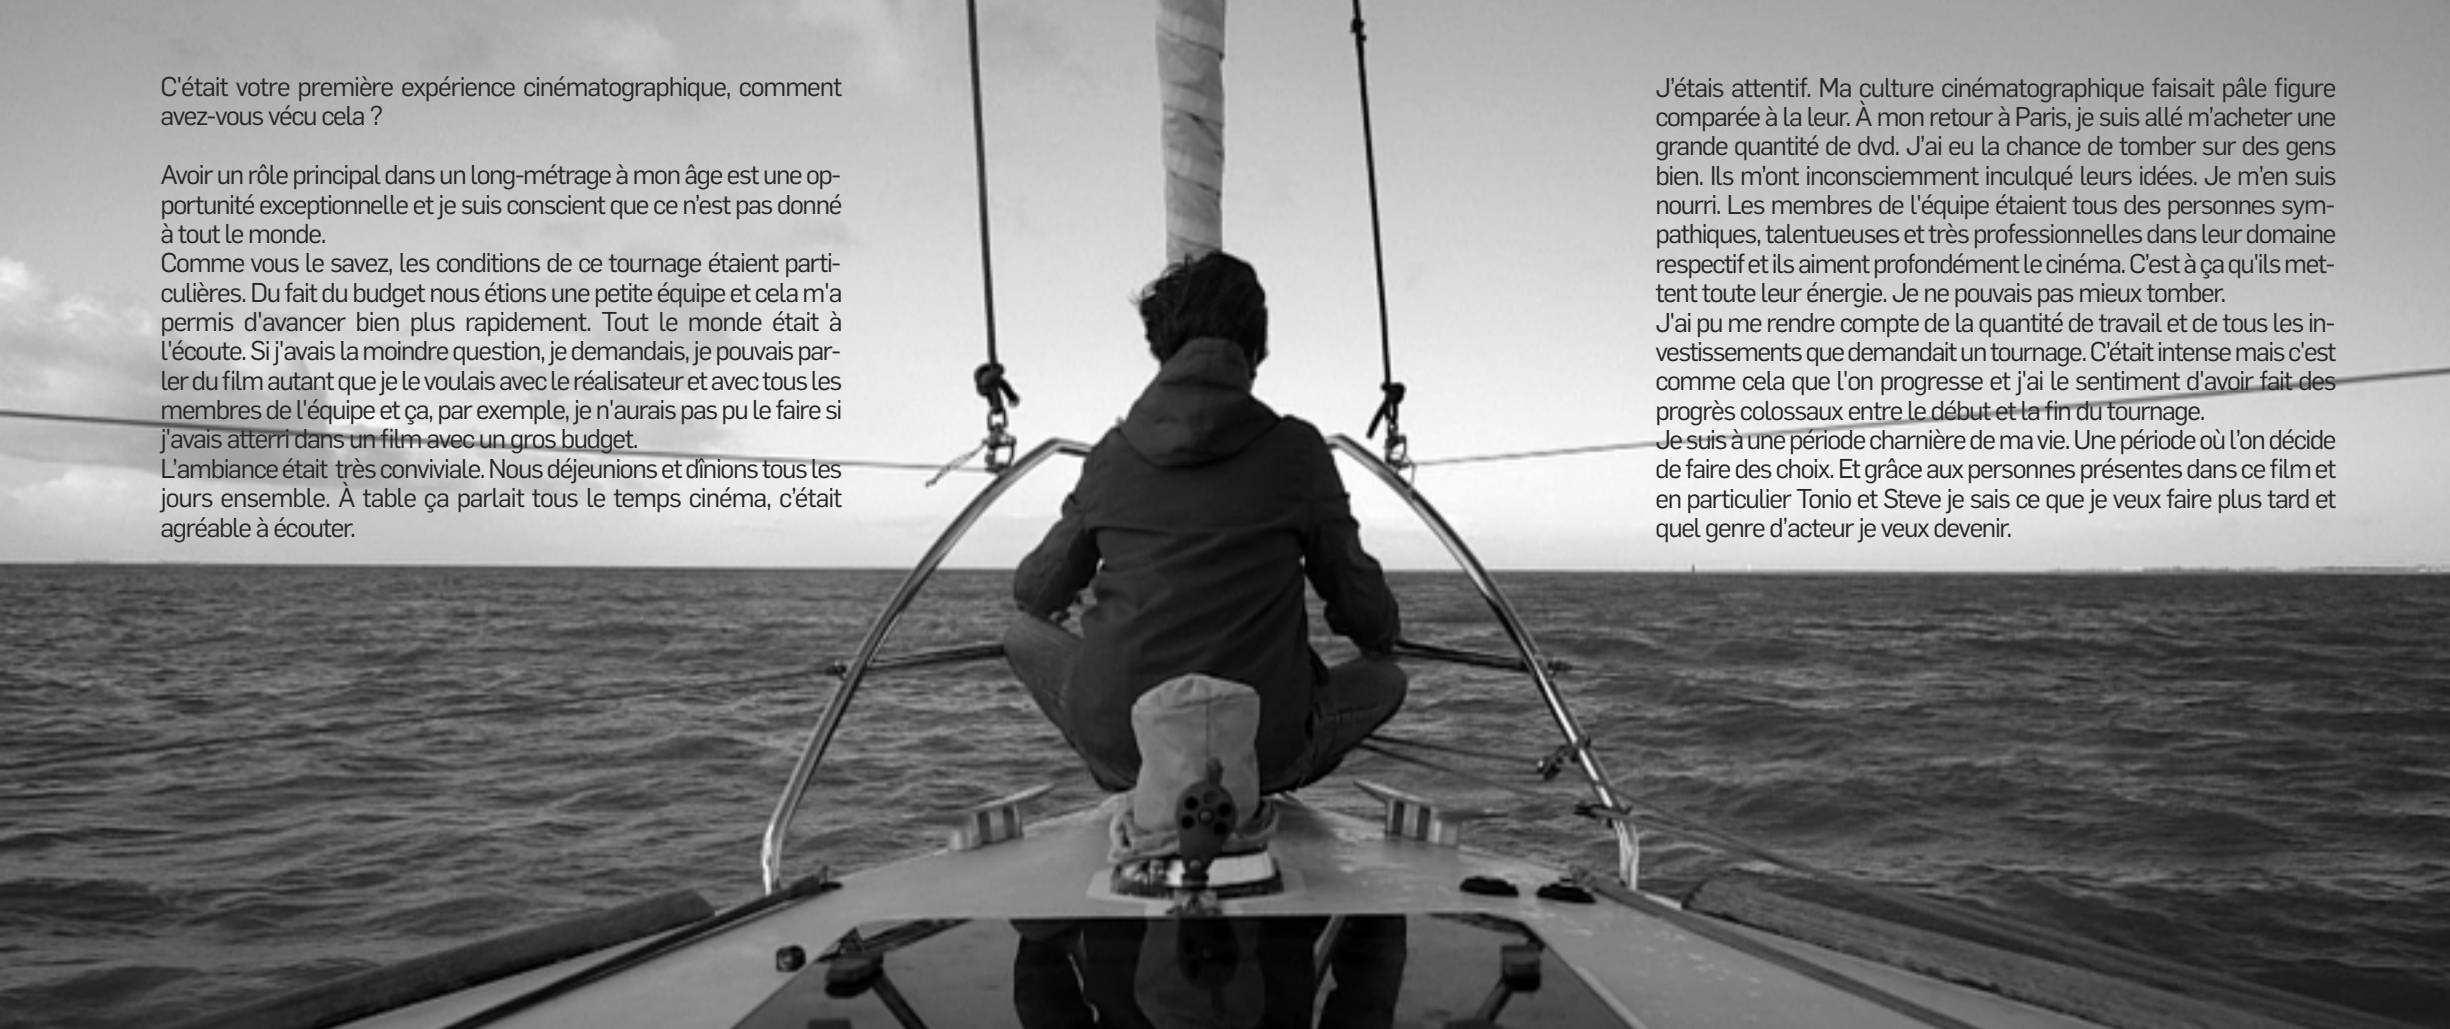 C'était votre première expérience cinématographique, comment
avez-vous vécu cela ?
Avoir un rôle principal dans un long-métrage à mon âge est une op-
portunité exceptionnelle et je suis conscient que ce n’est pas donné
à tout le monde.
Comme vous le savez, les conditions de ce tournage étaient parti-
culières. Du fait du budget nous étions une petite équipe et cela m'a
permis d'avancer bien plus rapidement. Tout le monde était à
l'écoute. Si j'avais la moindre question, je demandais, je pouvais par-
ler du film autant que je le voulais avec le réalisateur et avec tous les
membres de l'équipe et ça, par exemple, je n'aurais pas pu le faire si
j'avais atterri dans un film avec un gros budget.
L’ambiance était très conviviale. Nous déjeunions et dînions tous les
jours ensemble. À table ça parlait tous le temps cinéma, c’était
agréable à écouter.
J’étais attentif. Ma culture cinématographique faisait pâle figure
comparée à la leur. À mon retour à Paris, je suis allé m’acheter une
grande quantité de dvd. J’ai eu la chance de tomber sur des gens
bien. Ils m’ont inconsciemment inculqué leurs idées. Je m’en suis
nourri. Les membres de l'équipe étaient tous des personnes sym-
pathiques, talentueuses et très professionnelles dans leur domaine
respectif et ils aiment profondément le cinéma. C’est à ça qu'ils met-
tent toute leur énergie. Je ne pouvais pas mieux tomber.
J'ai pu me rendre compte de la quantité de travail et de tous les in-
vestissements que demandait un tournage. C’était intense mais c'est
comme cela que l'on progresse et j'ai le sentiment d'avoir fait des
progrès colossaux entre le début et la fin du tournage.
Je suis à une période charnière de ma vie. Une période où l’on décide
de faire des choix. Et grâce aux personnes présentes dans ce film et
en particulier Tonio et Steve je sais ce que je veux faire plus tard et
quel genre d’acteur je veux devenir.